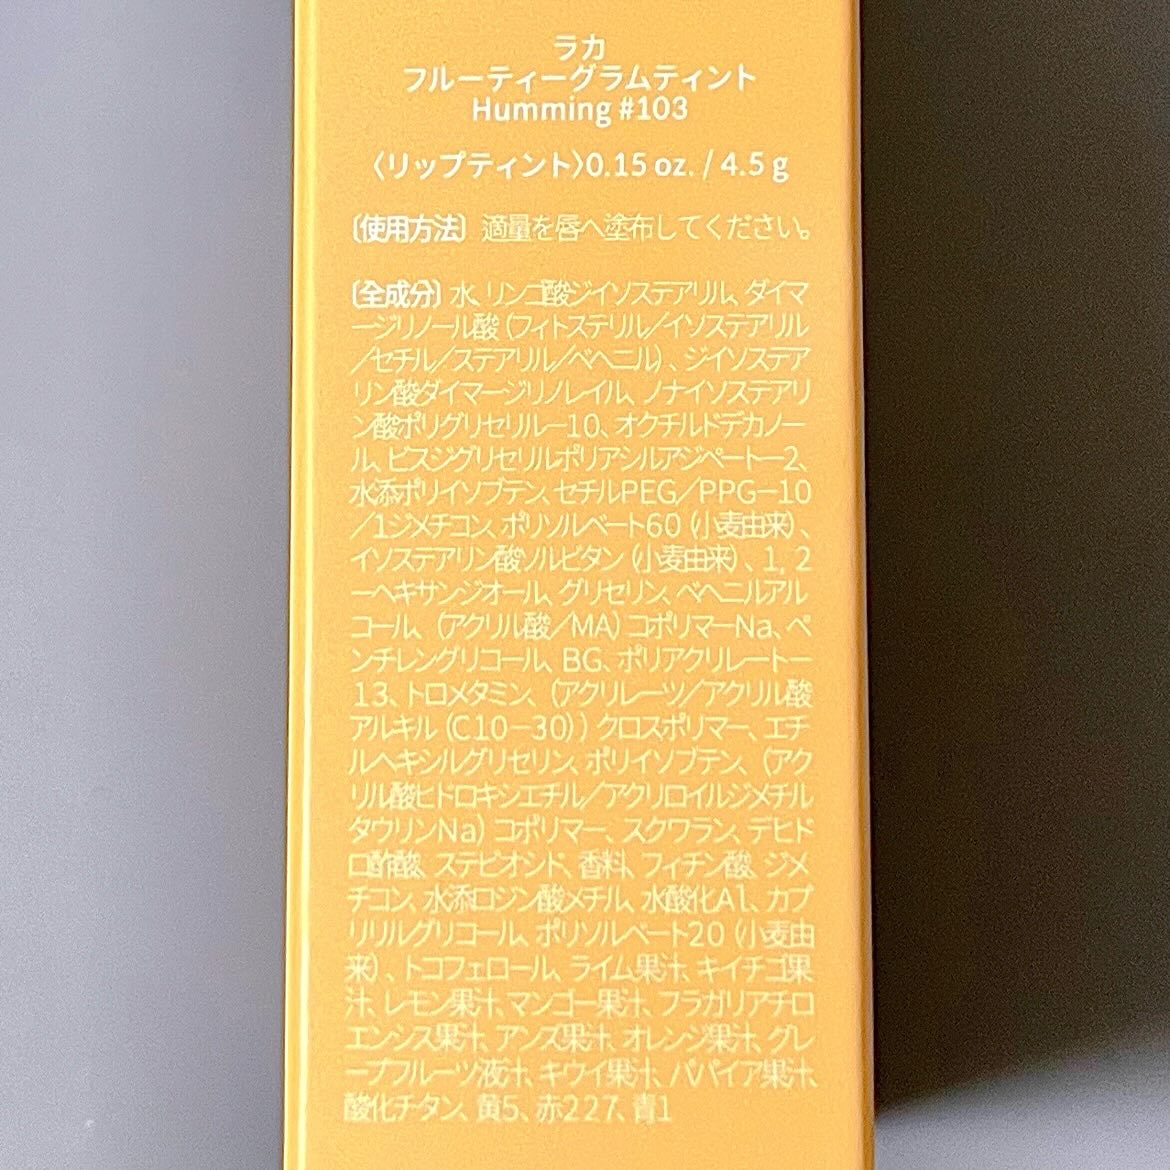 ラカ
フルーティーグラムティント
Humming #103
〈リップティント〉0.15 oz. / 4.5 g
〔使用方法〕 適量を唇へ塗布してください。
〔全成分〕 水、リンゴ酸ジイソステアリル、ダイマ
ージリノール酸（フィトステリル／イソステアリル
／セチル／ステアリル／ベヘニル）、ジイソステア
リン酸ダイマージリノレイル、ノナイソステアリ
ン酸ポリグリセリル－10、オクチルドデカノー
ル、ビスジグリセリルポリアシルアジペート－2、
水添ポリイソブテン、セチルPEG／PPG－10
／1ジメチコン、ポリソルベート60（小麦由来）、
イソステアリン酸ソルビタン（小麦由来）、1, 2
－ヘキサンジオール、グリセリン、ベヘニルアル
コール、（アクリル酸／MA）コポリマーNa、ペ
ンチレングリコール、BG、ポリアクリレート－
13、トロメタミン、（アクリレーツ／アクリル酸
アルキル（C10－30））クロスポリマー、エチ
ルヘキシルグリセリン、ポリイソブテン、（アク
リル酸ヒドロキシエチル／アクリロイルジメチル
タウリンNa）コポリマー、スクワラン、デヒド
ロ酢酸、ステビオシド、香料、フィチン酸、ジメ
チコン、水添ロジン酸メチル、水酸化Al、カプ
リリルグリコール、ポリソルベート20（小麦由
来）、トコフェロール、ライム果汁、キイチゴ果
汁、レモン果汁、マンゴー果汁、フラガリアチロ
エンシス果汁、アンズ果汁、オレンジ果汁、グレ
ープフルーツ液汁、キウイ果汁、パパイア果汁、
酸化チタン、黄5、赤227、青1